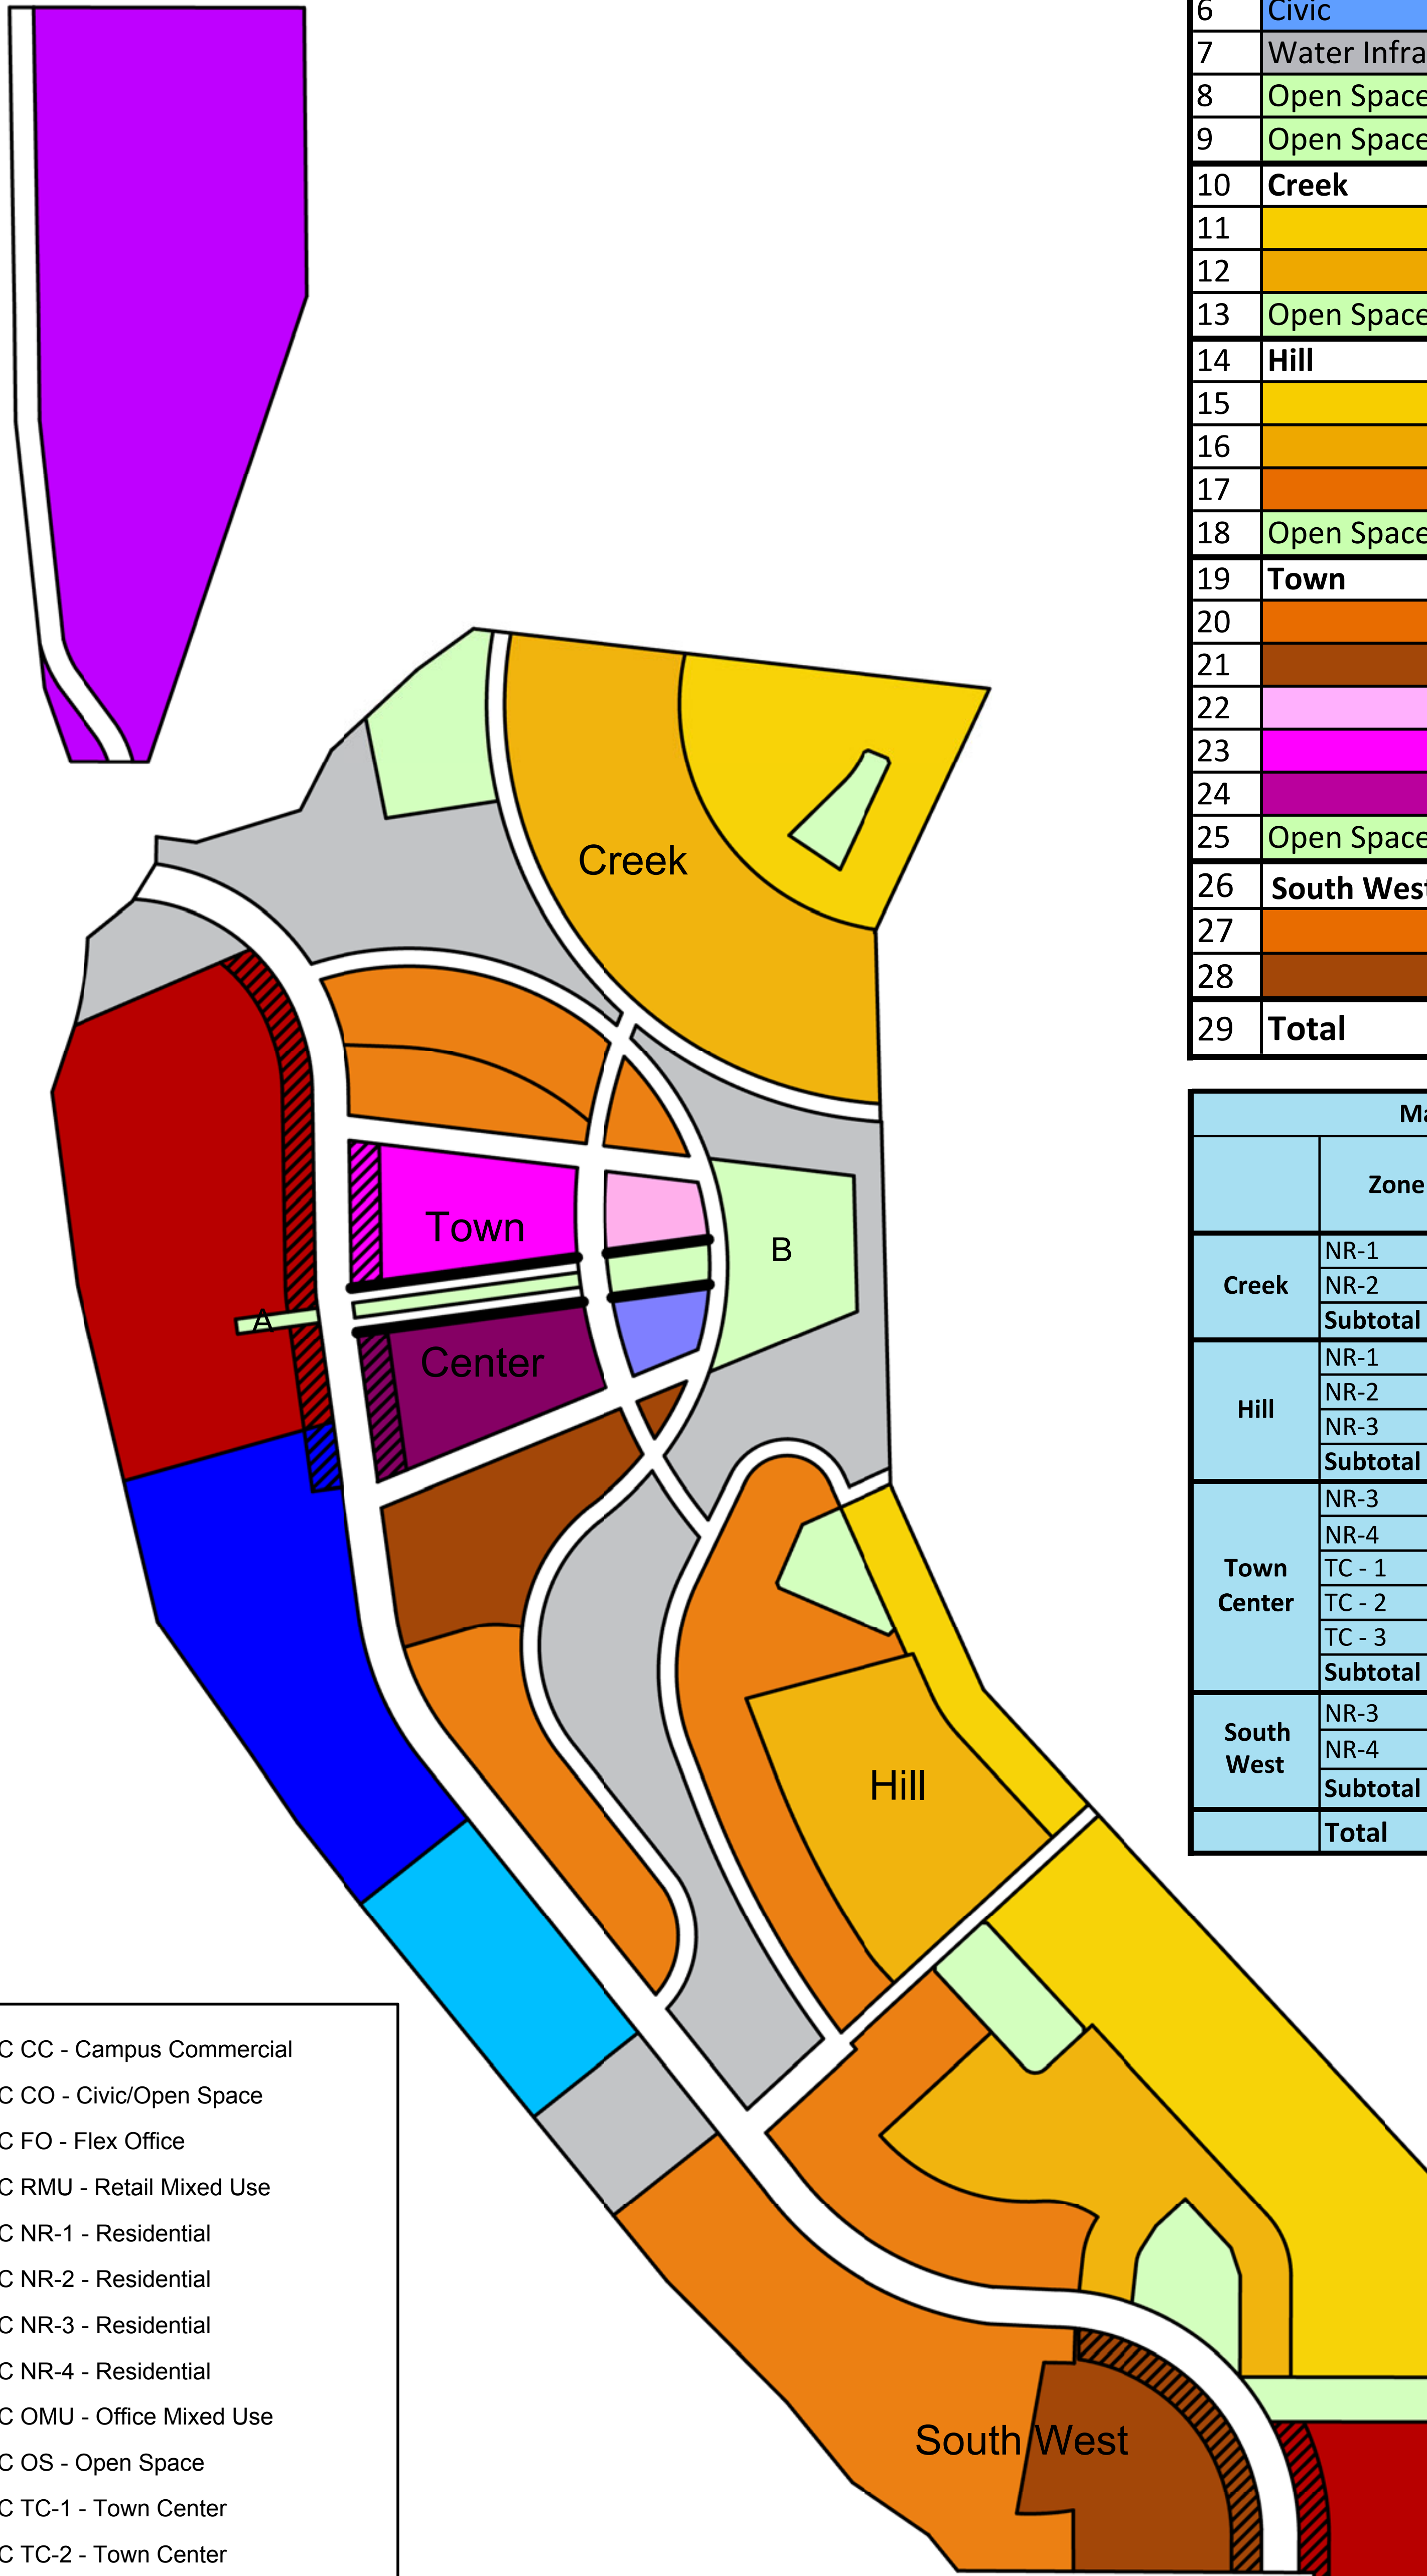 6 Civic
7 Water Infra
8 Open Space
9 Open Space
10 Creek
11
12
13 Open Space
14 Hill
15
16
17
18 Open Space
19 Town
20
21
22
23
24
25 Open Space
26 South West
27
28
29 Total
Creek
Town
B
A
Center
Hill
South West
Ma
Zone
Creek
NR-1
NR-2
Subtotal
Hill
NR-1
NR-2
NR-3
Subtotal
Town
Center
NR-3
NR-4
TC - 1
TC - 2
TC - 3
Subtotal
South
West
NR-3
NR-4
Subtotal
Total
C CC - Campus Commercial
C CO - Civic/Open Space
C FO - Flex Office
C RMU - Retail Mixed Use
C NR-1 - Residential
C NR-2 - Residential
C NR-3 - Residential
C NR-4 - Residential
C OMU - Office Mixed Use
C OS - Open Space
C TC-1 - Town Center
C TC-2 - Town Center